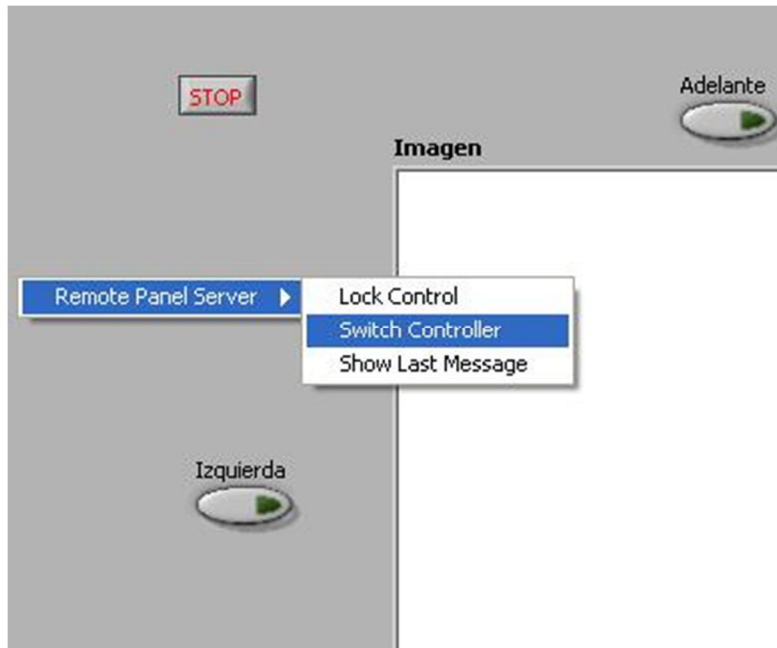 STOP
Adelante
Imagen
Remote Panel Server
Lock Control
Switch Controller
Show Last Message
Izquierda